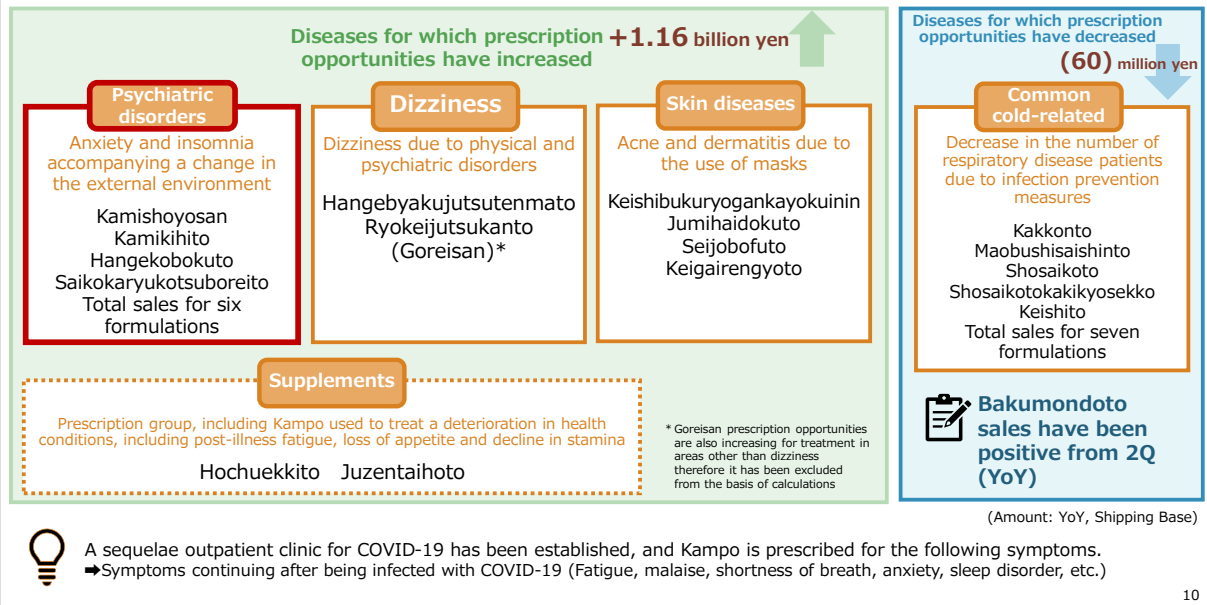 Diseases for which prescription
opportunities have increased
+1.16 billion yen
Psychiatric
disorders
Anxiety and insomnia
accompanying a change in
the external environment
Kamishoyosan
Kamikihito
Hangekobokuto
Saikokaryukotsuboreito
Total sales for six
formulations
Dizziness
Dizziness due to physical and
psychiatric disorders
Hangebyakujutsutenmato
Ryokeijutsukanto
(Goreisan)*
Skin diseases
Acne and dermatitis due to
the use of masks
Keishibukuryogankayokuinin
Jumihaidokuto
Seijobofuto
Keigairengyoto
Supplements
Prescription group, including Kampo used to treat a deterioration in health
conditions, including post-illness fatigue, loss of appetite and decline in stamina
Hochuekkito Juzentaihoto
* Goreisan prescription opportunities
are also increasing for treatment in
areas other than dizziness
therefore it has been excluded
from the basis of calculations
Diseases for which prescription
opportunities have decreased
(60) million yen
Common
cold-related
Decrease in the number of
respiratory disease patients
due to infection prevention
measures
Kakkonto
Maobushisaishinto
Shosaikoto
Shosaikotokakikyosekko
Keishito
Total sales for seven
formulations
Bakumondoto
sales have been
positive from 2Q
(YoY)
(Amount: YoY, Shipping Base)
A sequelae outpatient clinic for COVID-19 has been established, and Kampo is prescribed for the following symptoms.
➡Symptoms continuing after being infected with COVID-19 (Fatigue, malaise, shortness of breath, anxiety, sleep disorder, etc.)
10